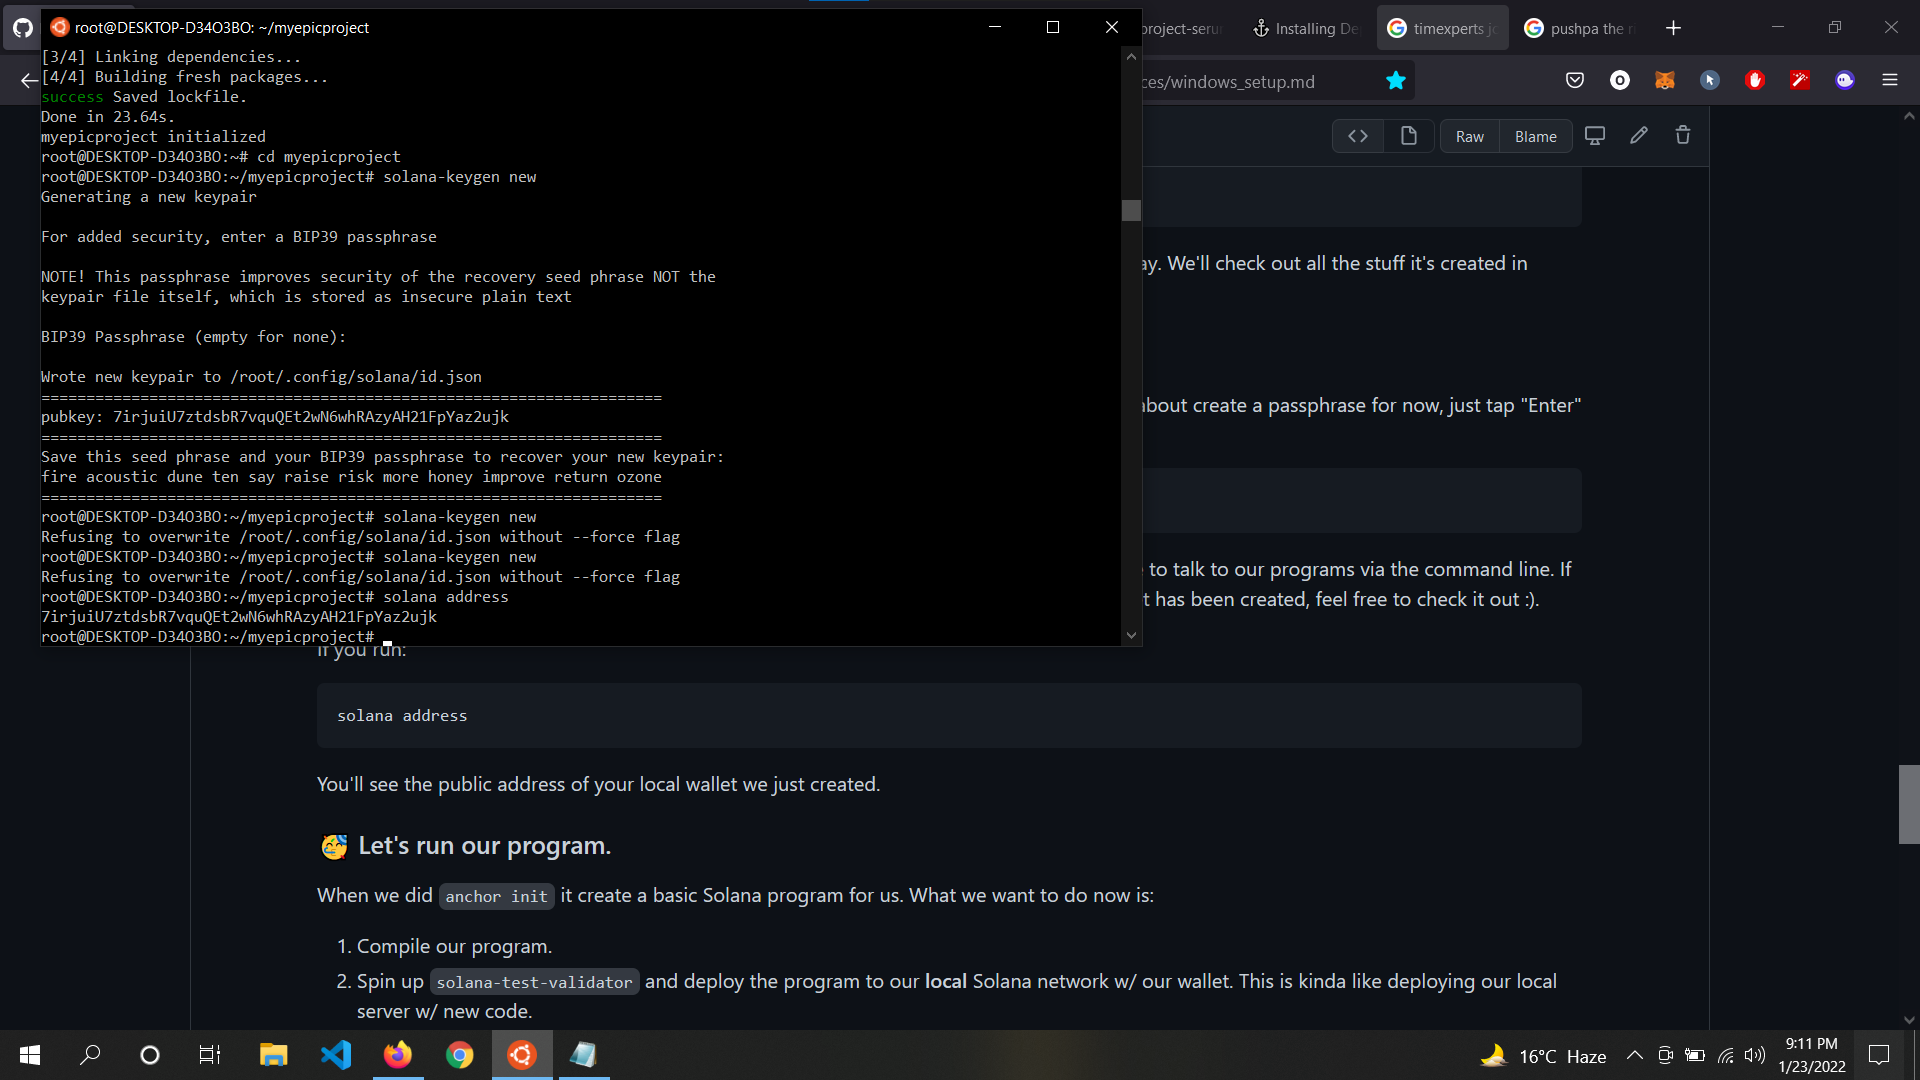 root@DESKTOP-D34O3BO: ~/myepicproject
project-seru
Installing De
timexperts jo
pushpa the m
[3/4] Linking dependencies...
[4/4] Building fresh packages...
success Saved lockfile.
Done in 23.64s.
myepicproject initialized
root@DESKTOP-D34O3BO:~# cd myepicproject
root@DESKTOP-D34O3BO:~/myepicproject# solana-keygen new
Generating a new keypair
For added security, enter a BIP39 passphrase
NOTE! This passphrase improves security of the recovery seed phrase NOT the
keypair file itself, which is stored as insecure plain text
BIP39 Passphrase (empty for none):
Wrote new keypair to /root/.config/solana/id.json
=====================================================================
pubkey: 7irjuiU7ztdsbR7vquQEt2wN6whRAzyAH21FpYaz2ujk
=====================================================================
Save this seed phrase and your BIP39 passphrase to recover your new keypair:
fire acoustic dune ten say raise risk more honey improve return ozone
=====================================================================
root@DESKTOP-D34O3BO:~/myepicproject# solana-keygen new
Refusing to overwrite /root/.config/solana/id.json without --force flag
root@DESKTOP-D34O3BO:~/myepicproject# solana-keygen new
Refusing to overwrite /root/.config/solana/id.json without --force flag
root@DESKTOP-D34O3BO:~/myepicproject# solana address
7irjuiU7ztdsbR7vquQEt2wN6whRAzyAH21FpYaz2ujk
root@DESKTOP-D34O3BO:~/myepicproject#
ces/windows_setup.md
Raw
Blame
ay. We'll check out all the stuff it's created in
about create a passphrase for now, just tap "Enter"
to talk to our programs via the command line. If
t has been created, feel free to check it out :).
If you run:
solana address
You'll see the public address of your local wallet we just created.
🥳 Let's run our program.
When we did anchor init it create a basic Solana program for us. What we want to do now is:
1. Compile our program.
2. Spin up solana-test-validator and deploy the program to our local Solana network w/ our wallet. This is kinda like deploying our local
server w/ new code.
16°C Haze
9:11 PM
1/23/2022